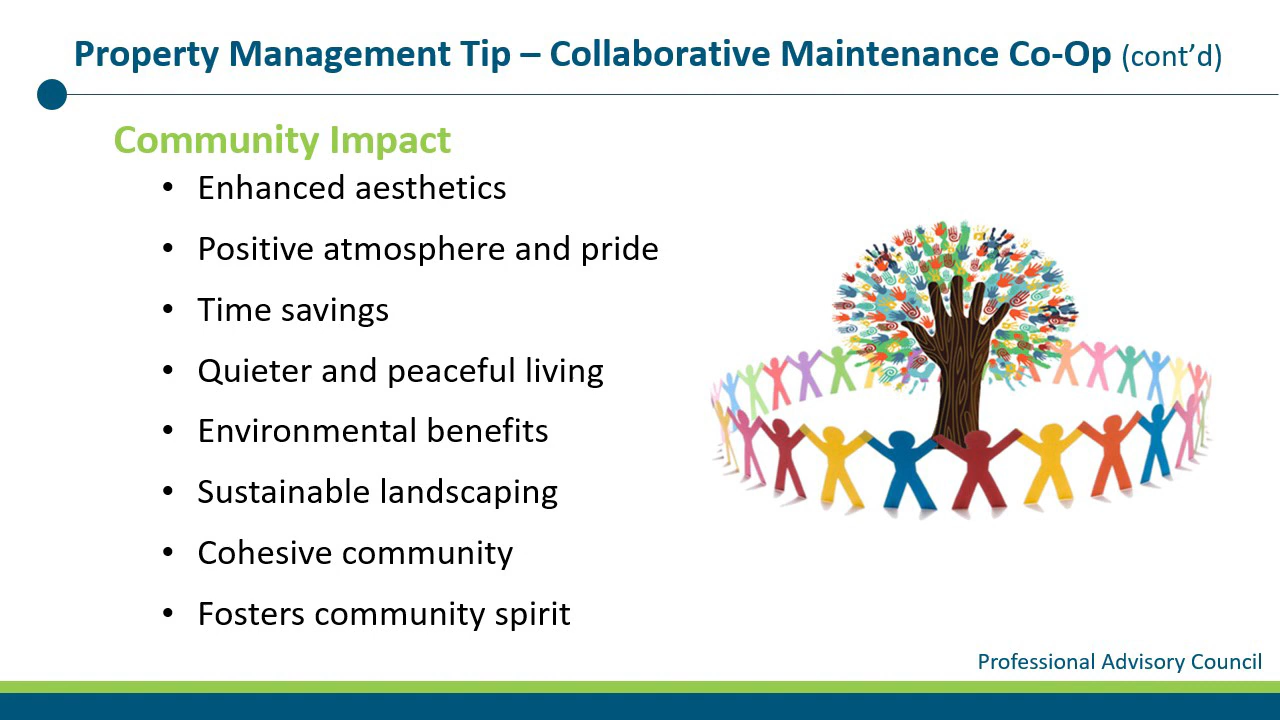 Property Management Tip – Collaborative Maintenance Co-Op (cont’d)
Community Impact
• Enhanced aesthetics
• Positive atmosphere and pride
• Time savings
• Quieter and peaceful living
• Environmental benefits
• Sustainable landscaping
• Cohesive community
• Fosters community spirit
Professional Advisory Council